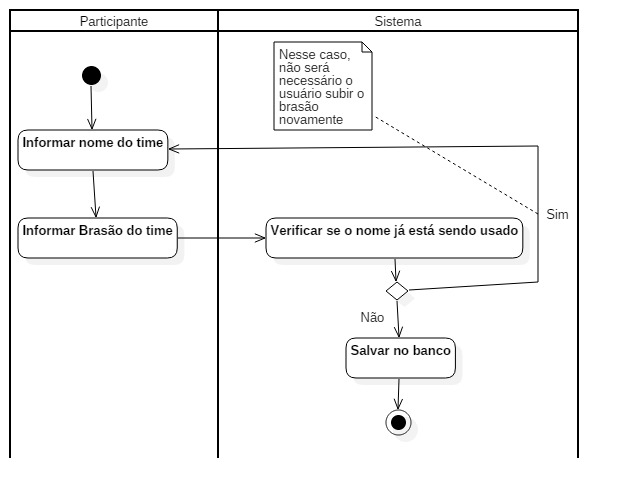 Participante
Sistema
Nesse caso,
não será
necessário o
usuário subir o
brasão
novamente
Informar nome do time
Sim
Informar Brasão do time
Verificar se o nome já está sendo usado
Não
Salvar no banco